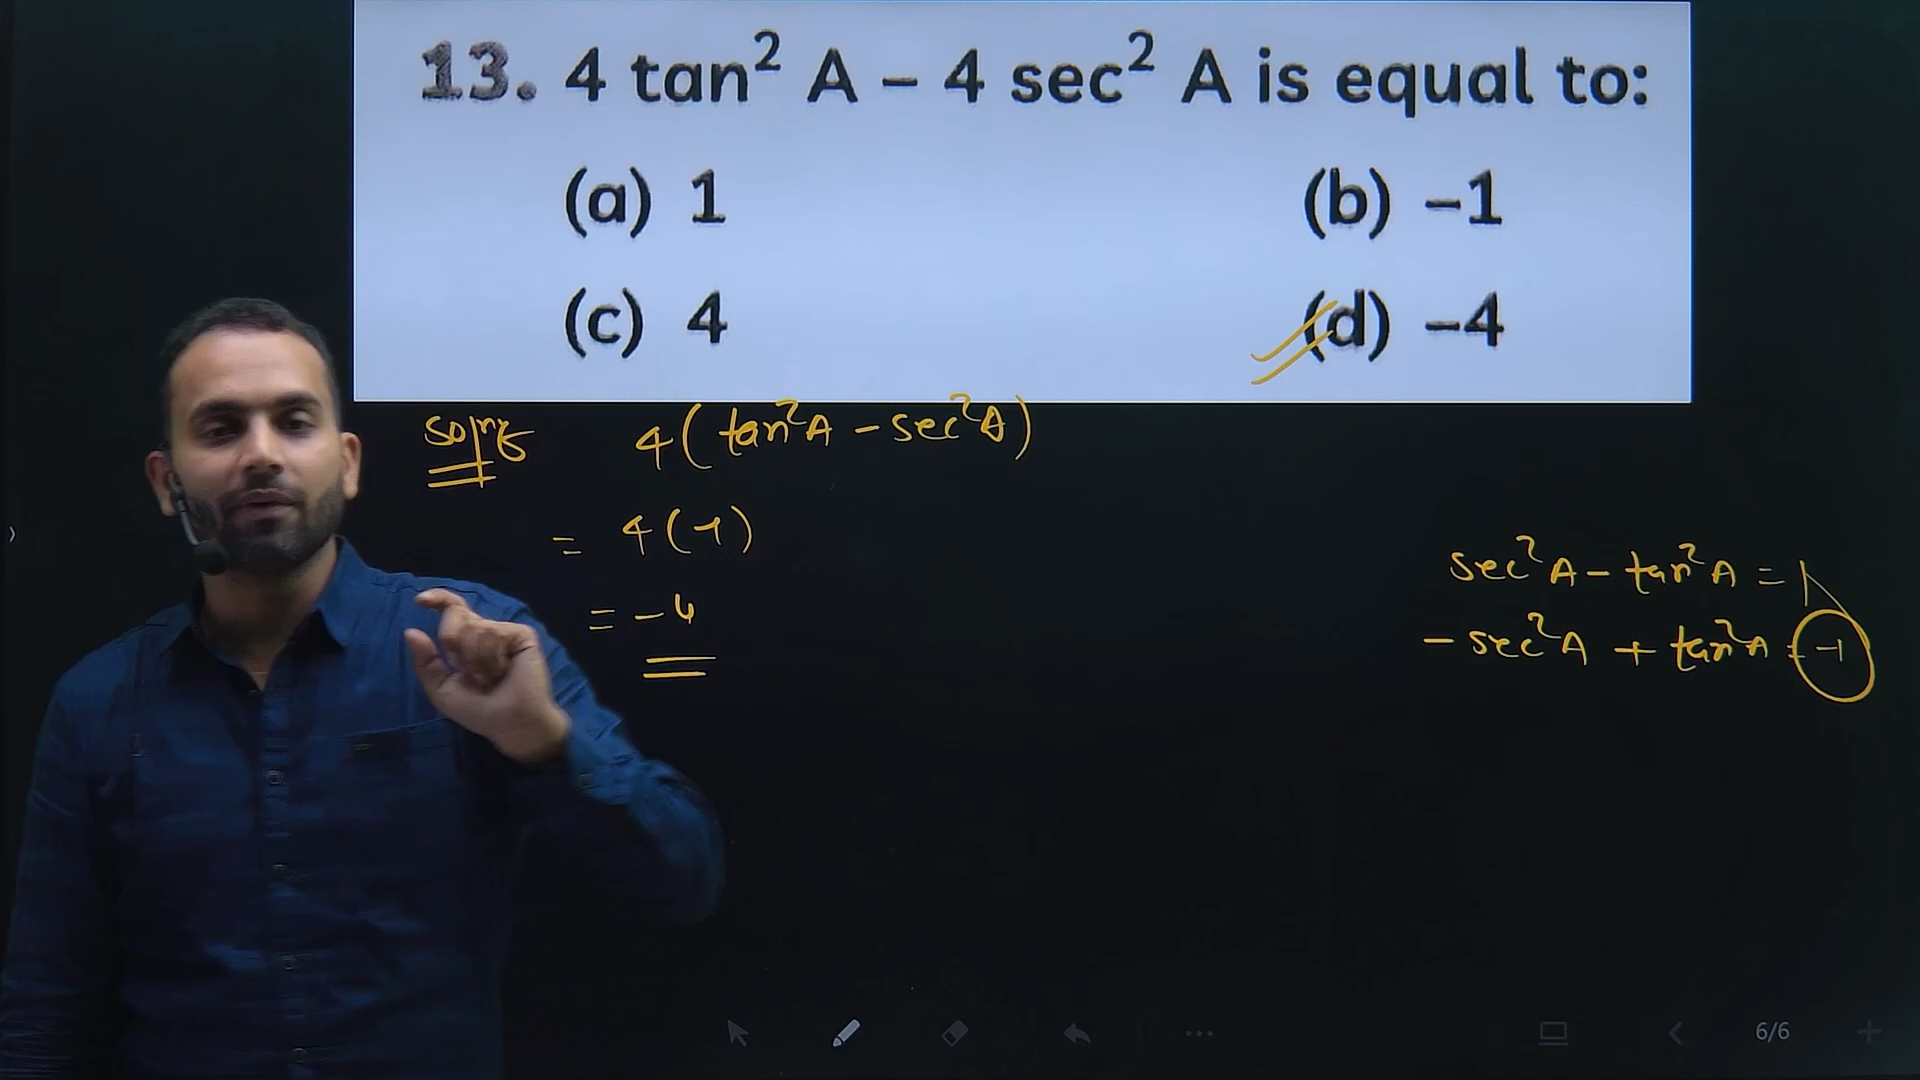 13. 4 tan² A – 4 sec² A is equal to:
(a) 1 (b) –1
(c) 4 (d) –4
Solng 4(tan²A - sec²A)
= 4(-1)
= -4
sec²A - tan²A = 1
- sec²A + tan²A = -1
6/6